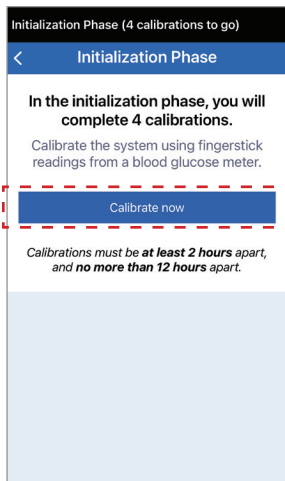 Initialization Phase (4 calibrations to go)
Initialization Phase
In the initialization phase, you will
complete 4 calibrations.
Calibrate the system using fingerstick
readings from a blood glucose meter.
Calibrate now
Calibrations must be at least 2 hours apart,
and no more than 12 hours apart.